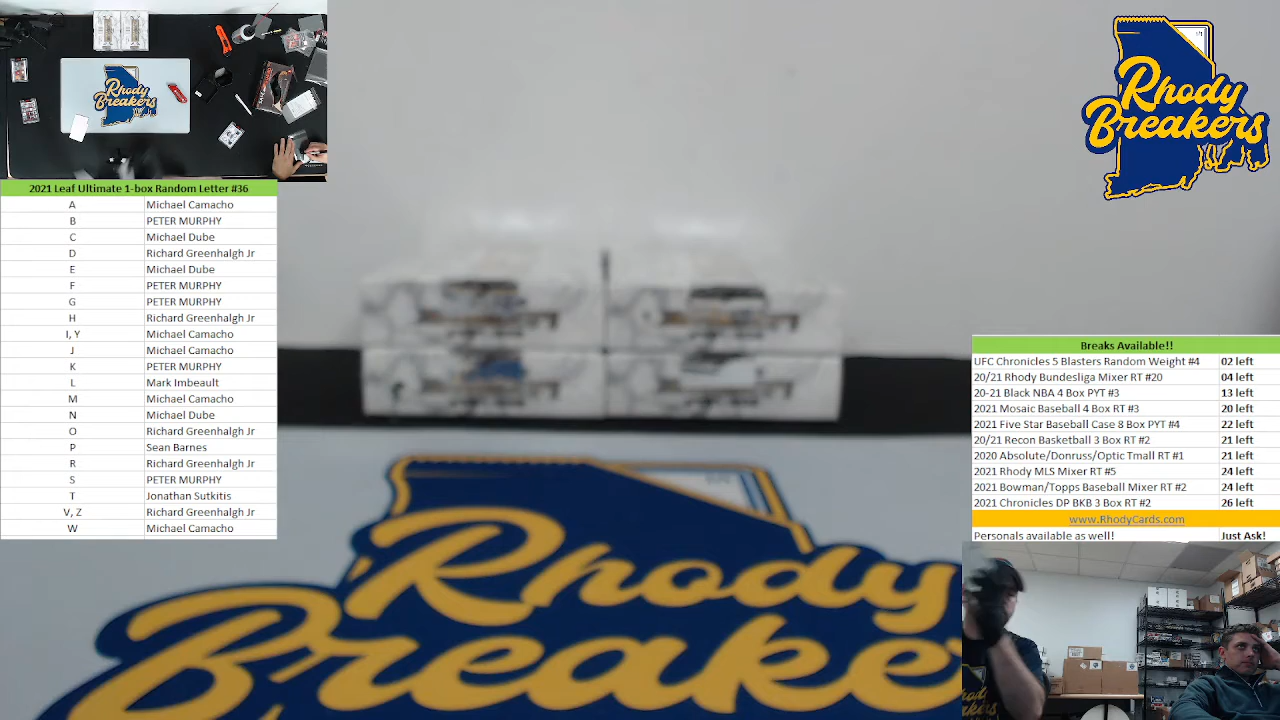 Rhody
Breakers
2021 Leaf Ultimate 1-box Random Letter #36
A Michael Camacho
B PETER MURPHY
C Michael Dube
D Richard Greenhalgh Jr
E Michael Dube
F PETER MURPHY
G PETER MURPHY
H Richard Greenhalgh Jr
I, Y Michael Camacho
J Michael Camacho
K PETER MURPHY
L Mark Imbeault
M Michael Camacho
N Michael Dube
O Richard Greenhalgh Jr
P Sean Barnes
R Richard Greenhalgh Jr
S PETER MURPHY
T Jonathan Sutkitis
V, Z Richard Greenhalgh Jr
W Michael Camacho
Rhody
Breakers
Rhody
Breake
Breaks Available!!
UFC Chronicles 5 Blasters Random Weight #4 02 left
20/21 Rhody Bundesliga Mixer RT #20 04 left
20-21 Black NBA 4 Box PYT #3 13 left
2021 Mosaic Baseball 4 Box RT #3 20 left
2021 Five Star Baseball Case 8 Box PYT #4 22 left
20/21 Recon Basketball 3 Box RT #2 21 left
2020 Absolute/Donruss/Optic Tmall RT #1 21 left
2021 Rhody MLS Mixer RT #5 24 left
2021 Bowman/Topps Baseball Mixer RT #2 24 left
2021 Chronicles DP BKB 3 Box RT #2 26 left
www.RhodyCards.com
Personals available as well! Just Ask!